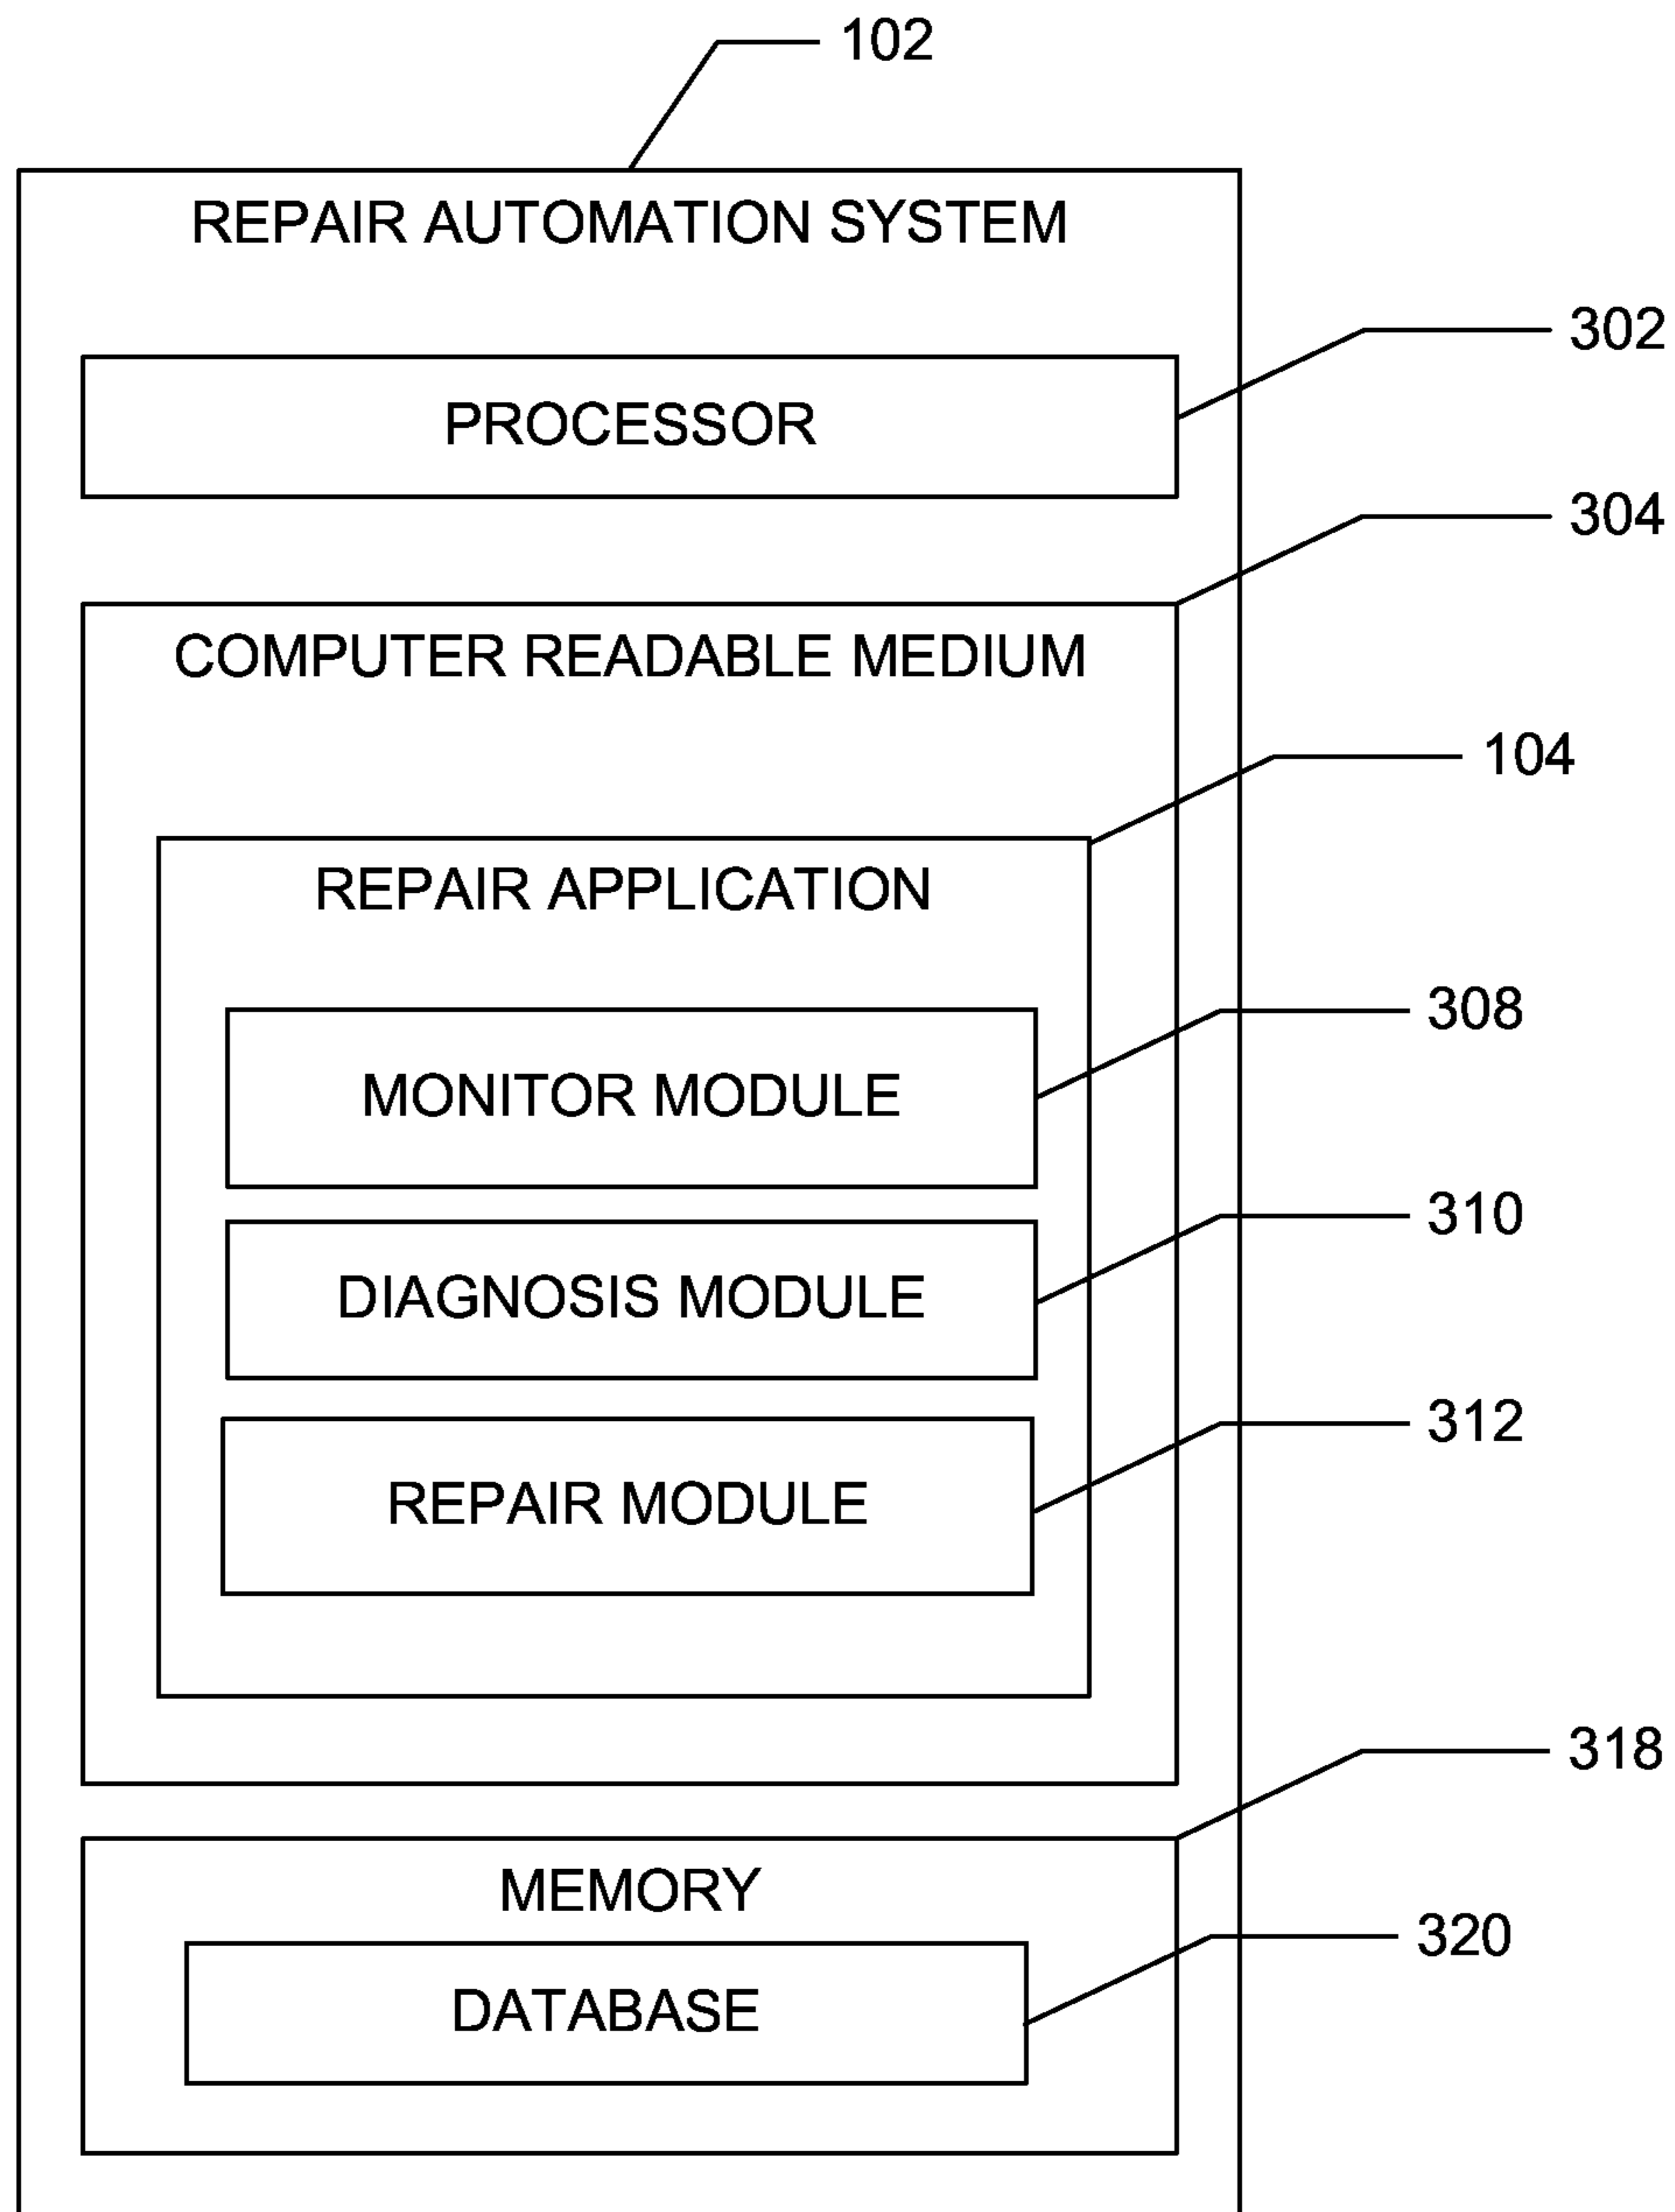 102
REPAIR AUTOMATION SYSTEM
302
PROCESSOR
304
COMPUTER READABLE MEDIUM
104
REPAIR APPLICATION
308
MONITOR MODULE
310
DIAGNOSIS MODULE
312
REPAIR MODULE
318
MEMORY
320
DATABASE